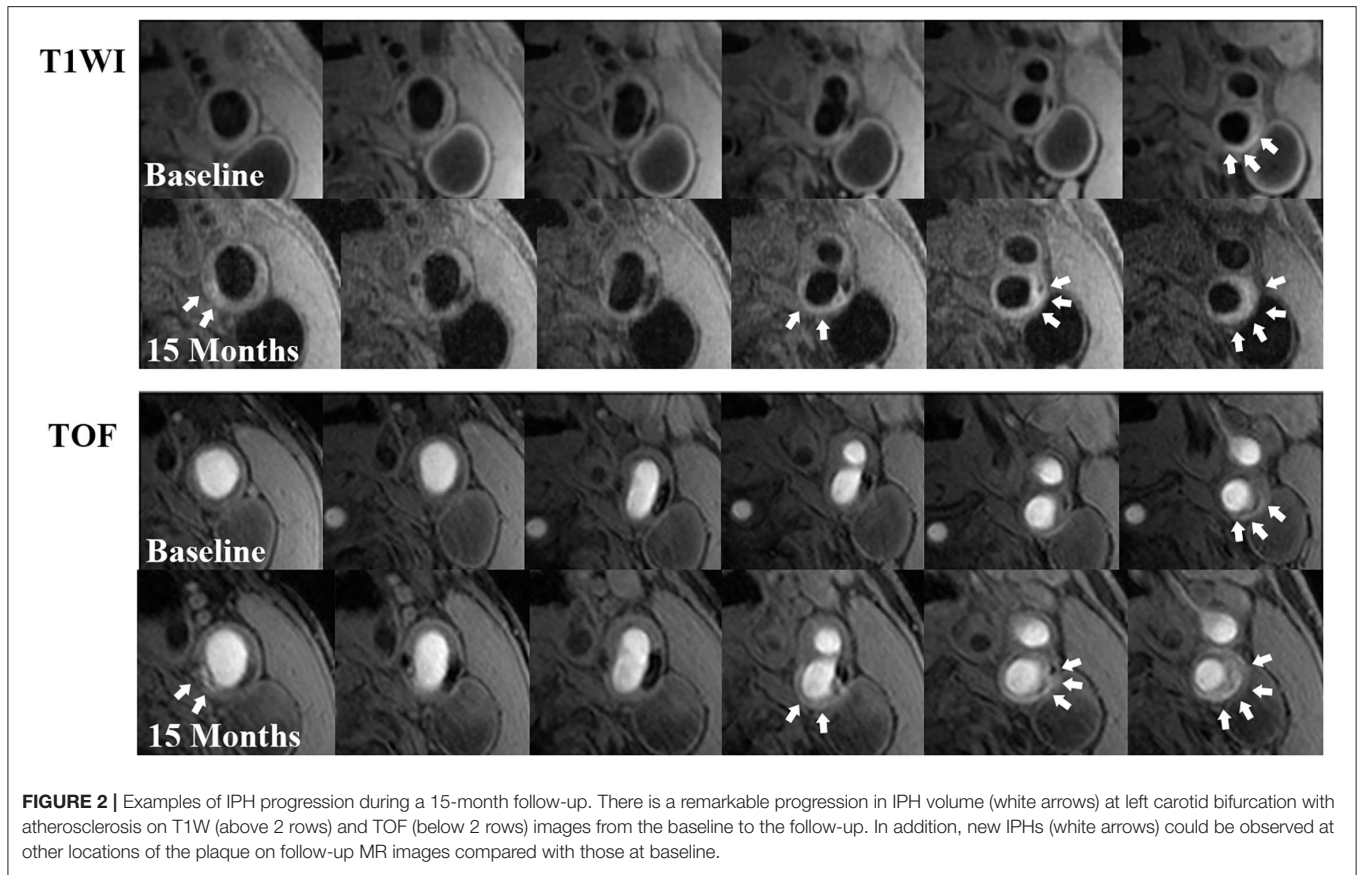 T1WI
Baseline
15 Months
TOF
Baseline
15 Months
FIGURE 2 | Examples of IPH progression during a 15-month follow-up. There is a remarkable progression in IPH volume (white arrows) at left carotid bifurcation with
atherosclerosis on T1W (above 2 rows) and TOF (below 2 rows) images from the baseline to the follow-up. In addition, new IPHs (white arrows) could be observed at
other locations of the plaque on follow-up MR images compared with those at baseline.